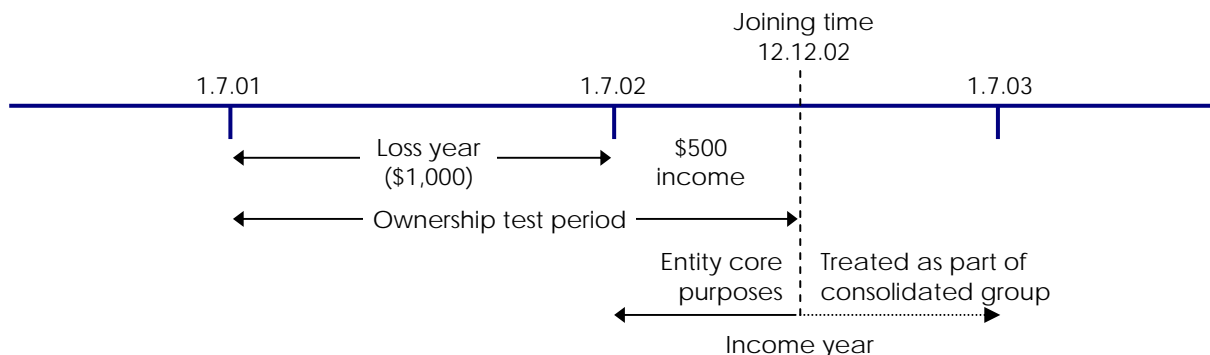 Joining time
12.12.02
1.7.01
1.7.02
1.7.03
Loss year
($1,000)
$500
income
Ownership test period
Entity core
purposes
Treated as part of
consolidated group
Income year